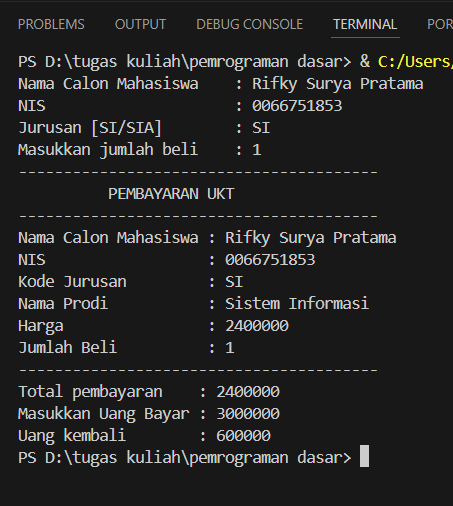 PROBLEMS OUTPUT DEBUG CONSOLE TERMINAL POR
PS D:\tugas kuliah\pemrograman dasar> & C:/Users/
Nama Calon Mahasiswa    : Rifky Surya Pratama
NIS                     : 0066751853
Jurusan [SI/SIA]        : SI
Masukkan jumlah beli    : 1
----------------------------------------
          PEMBAYARAN UKT
----------------------------------------
Nama Calon Mahasiswa : Rifky Surya Pratama
NIS                  : 0066751853
Kode Jurusan         : SI
Nama Prodi           : Sistem Informasi
Harga                : 2400000
Jumlah Beli          : 1
----------------------------------------
Total pembayaran    : 2400000
Masukkan Uang Bayar : 3000000
Uang kembali        : 600000
PS D:\tugas kuliah\pemrograman dasar>